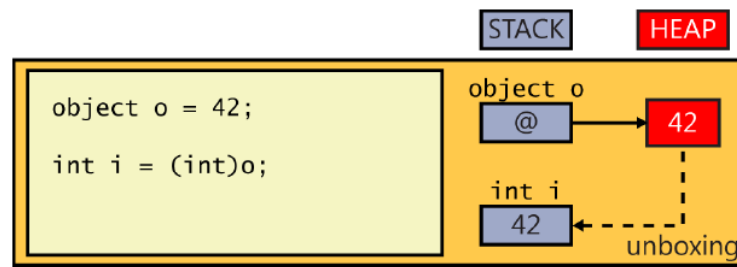 STACK HEAP
object o = 42;
int i = (int)o;
object o
@ 42
int i
42
unboxing